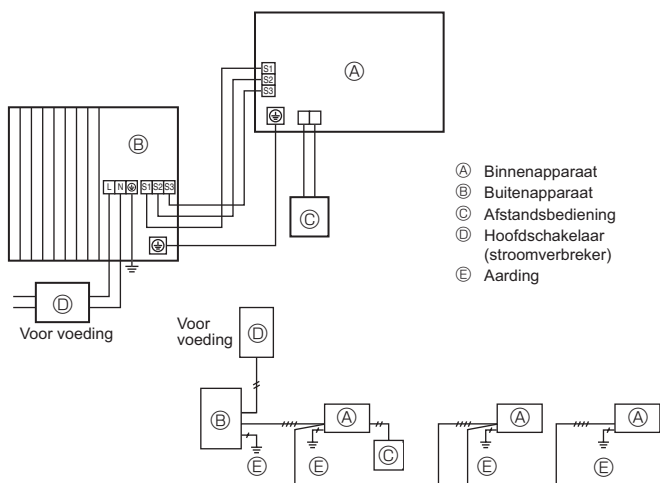 S1
S2
S3
Ⓐ
Ⓑ
L N S1 S2 S3
Ⓒ
Ⓓ
Voor voeding
Ⓐ Binnenapparaat
Ⓑ Buitenapparaat
Ⓒ Afstandsbediening
Ⓓ Hoofdschakelaar
(stroomverbreker)
Ⓔ Aarding
Voor
voeding
Ⓓ
Ⓑ
Ⓐ
Ⓐ
Ⓐ
Ⓒ
Ⓔ
Ⓔ
Ⓔ
Ⓔ